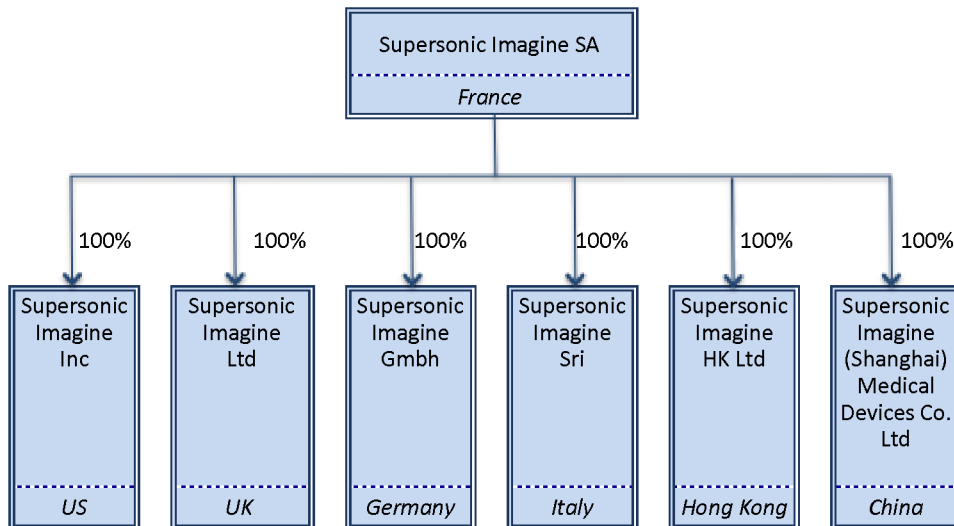 Supersonic Imagine SA
France
100%
100%
100%
100%
100%
100%
Supersonic
Imagine
Inc
US
Supersonic
Imagine
Ltd
UK
Supersonic
Imagine
Gmbh
Germany
Supersonic
Imagine
Sri
Italy
Supersonic
Imagine
HK Ltd
Hong Kong
Supersonic
Imagine
(Shanghai)
Medical
Devices Co.
Ltd
China